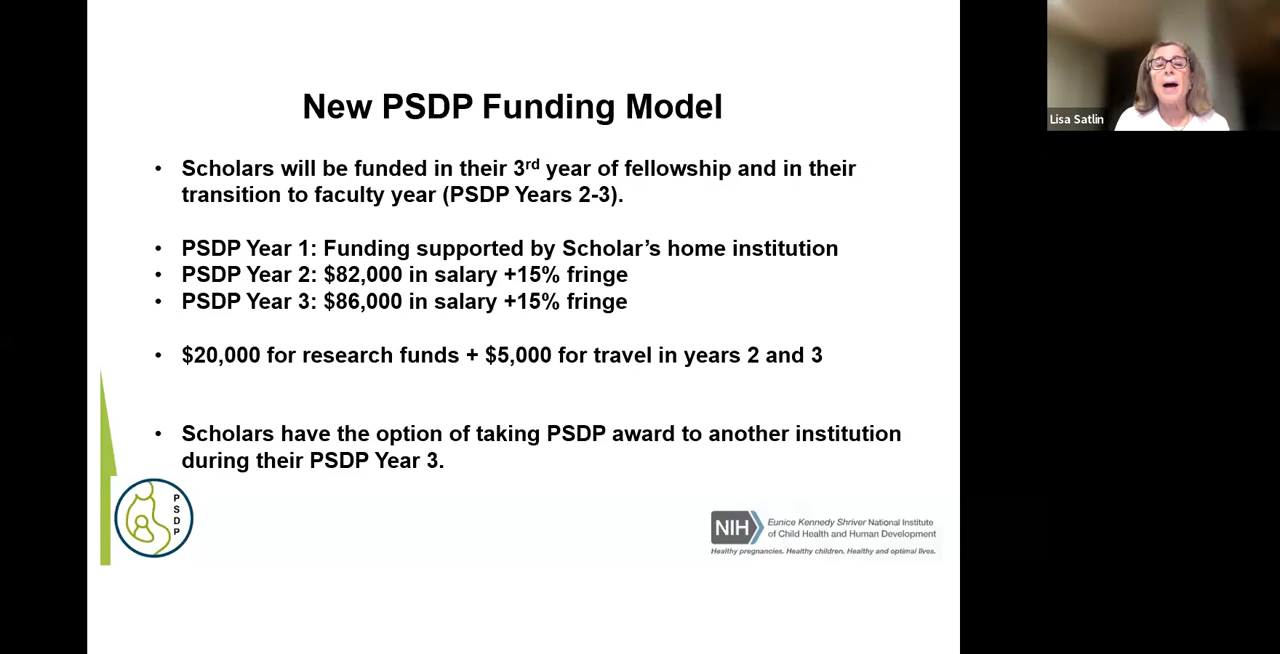 New PSDP Funding Model
• Scholars will be funded in their 3rd year of fellowship and in their
transition to faculty year (PSDP Years 2-3).
• PSDP Year 1: Funding supported by Scholar’s home institution
• PSDP Year 2: $82,000 in salary +15% fringe
• PSDP Year 3: $86,000 in salary +15% fringe
• $20,000 for research funds + $5,000 for travel in years 2 and 3
• Scholars have the option of taking PSDP award to another institution
during their PSDP Year 3.
P
S
D
P
NIH
Eunice Kennedy Shriver National Institute
of Child Health and Human Development
Healthy pregnancies. Healthy children. Healthy and optimal lives.
Lisa Satlin